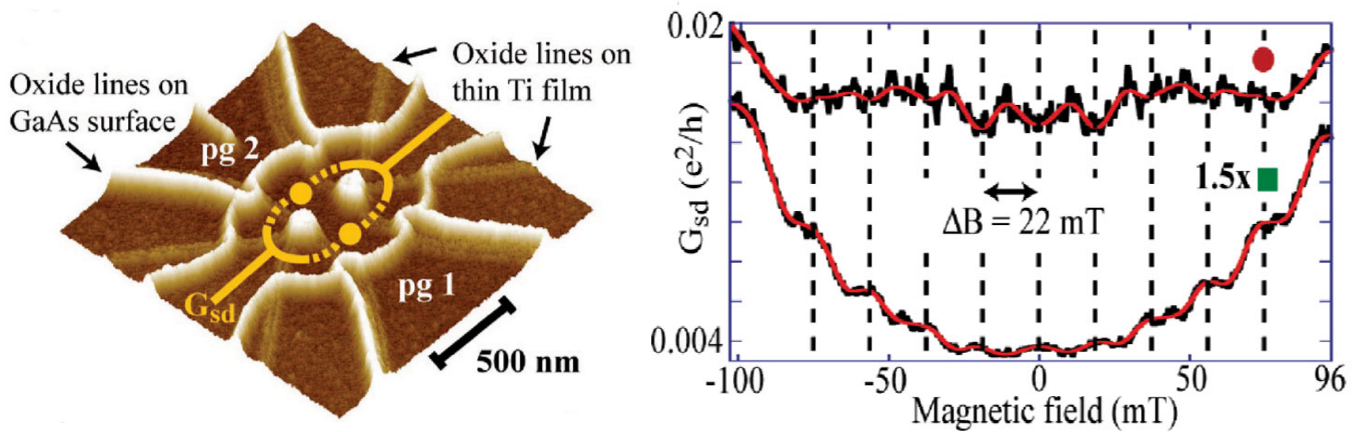 Oxide lines on
GaAs surface
Oxide lines on
thin Ti film
pg 2
pg 1
Gsd
500 nm
0.02
Gsd (e²/h)
0.004
1.5x
ΔB = 22 mT
-100
-50
0
50
96
Magnetic field (mT)